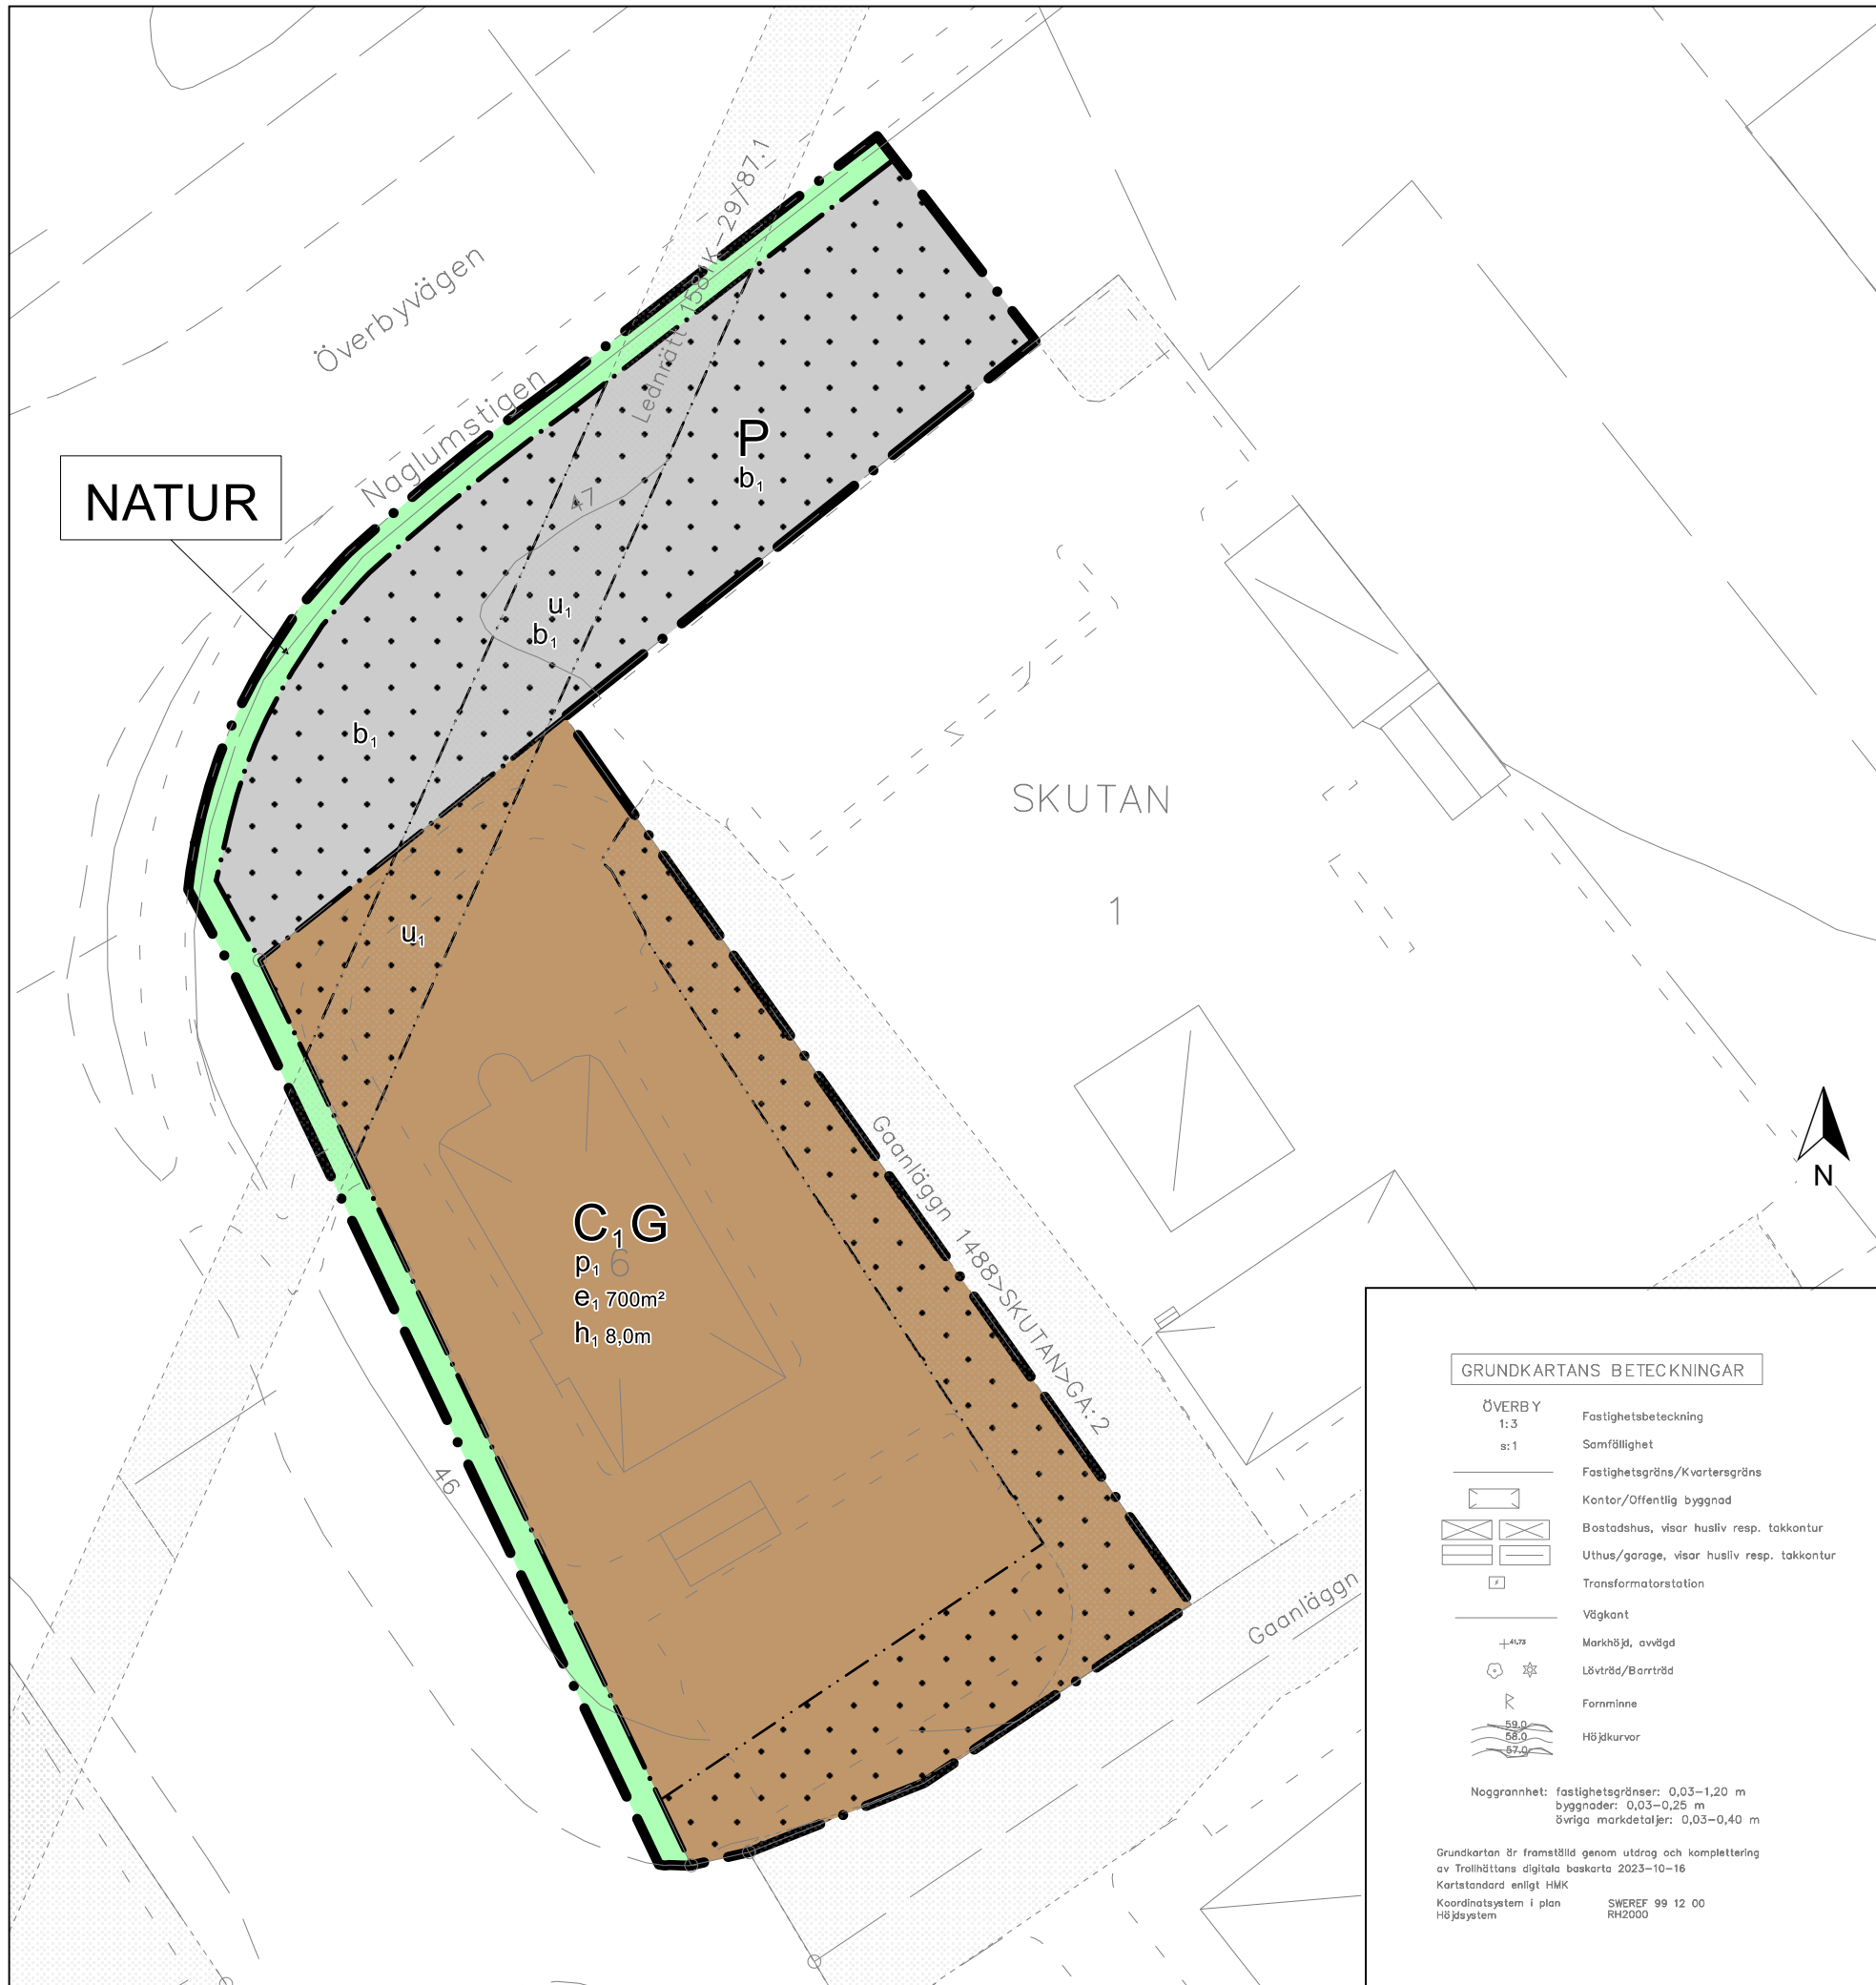 Överbyvägen
Naglumstigen
Lednrätt 1581K-29/87.1
NATUR
P
b₁
47
u₁
b₁
b₁
u₁
SKUTAN
1
Gaanläggn 1488>SKUTAN>GA:2
C₁G
p₁ 6
e₁ 700m²
h₁ 8,0m
46
Gaanläggn
N
GRUNDKARTANS BETECKNINGAR
ÖVERBY
1:3 Fastighetsbeteckning
s:1 Samfällighet
Fastighetsgräns/Kvartersgräns
Kontor/Offentlig byggnad
Bostadshus, visar husliv resp. takkontur
Uthus/garage, visar husliv resp. takkontur
Transformatorstation
Vägkant
41,73 Markhöjd, avvägd
Lövträd/Barrträd
R Fornminne
59.0
58.0 Höjdkurvor
57.0
Noggrannhet: fastighetsgränser: 0,03-1,20 m
byggnader: 0,03-0,25 m
övriga markdetaljer: 0,03-0,40 m
Grundkartan är framställd genom utdrag och komplettering
av Trollhättans digitala baskarta 2023-10-16
Kartstandard enligt HMK
Koordinatsystem i plan SWEREF 99 12 00
Höjdsystem RH2000